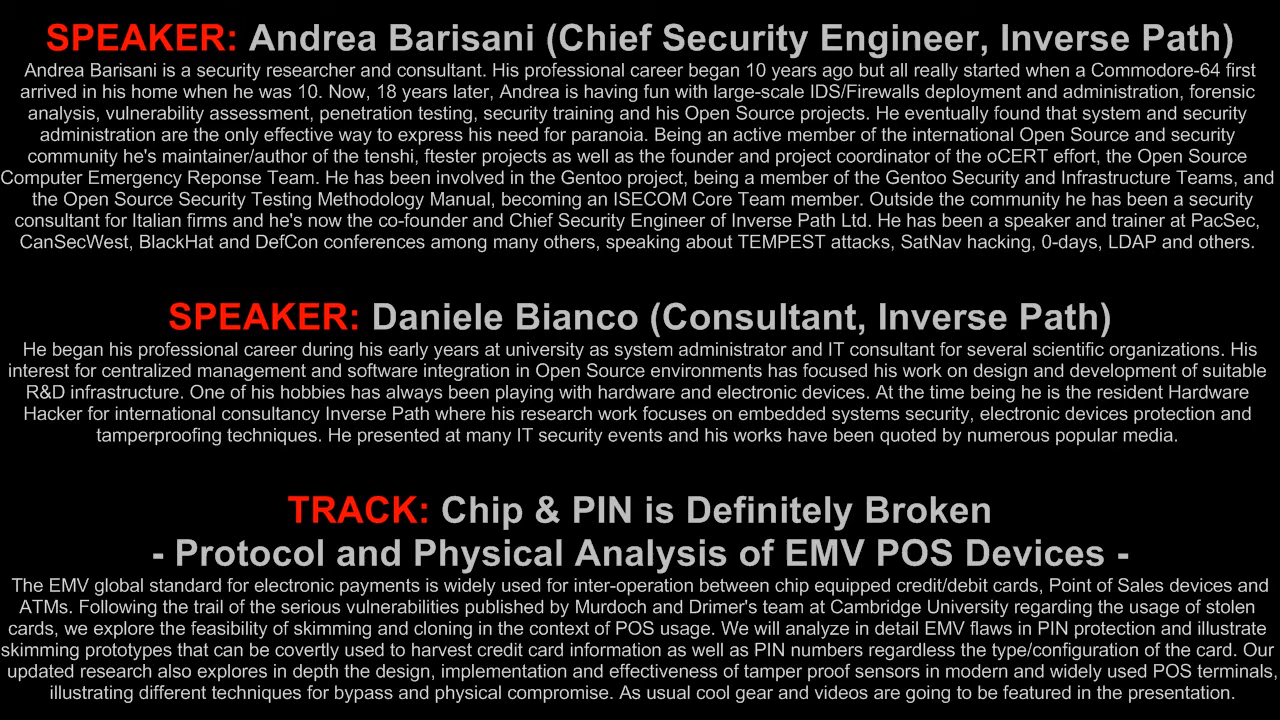 SPEAKER: Andrea Barisani (Chief Security Engineer, Inverse Path)
Andrea Barisani is a security researcher and consultant. His professional career began 10 years ago but all really started when a Commodore-64 first
arrived in his home when he was 10. Now, 18 years later, Andrea is having fun with large-scale IDS/Firewalls deployment and administration, forensic
analysis, vulnerability assessment, penetration testing, security training and his Open Source projects. He eventually found that system and security
administration are the only effective way to express his need for paranoia. Being an active member of the international Open Source and security
community he's maintainer/author of the tenshi, ftester projects as well as the founder and project coordinator of the oCERT effort, the Open Source
Computer Emergency Reponse Team. He has been involved in the Gentoo project, being a member of the Gentoo Security and Infrastructure Teams, and
the Open Source Security Testing Methodology Manual, becoming an ISECOM Core Team member. Outside the community he has been a security
consultant for Italian firms and he's now the co-founder and Chief Security Engineer of Inverse Path Ltd. He has been a speaker and trainer at PacSec,
CanSecWest, BlackHat and DefCon conferences among many others, speaking about TEMPEST attacks, SatNav hacking, 0-days, LDAP and others.
SPEAKER: Daniele Bianco (Consultant, Inverse Path)
He began his professional career during his early years at university as system administrator and IT consultant for several scientific organizations. His
interest for centralized management and software integration in Open Source environments has focused his work on design and development of suitable
R&D infrastructure. One of his hobbies has always been playing with hardware and electronic devices. At the time being he is the resident Hardware
Hacker for international consultancy Inverse Path where his research work focuses on embedded systems security, electronic devices protection and
tamperproofing techniques. He presented at many IT security events and his works have been quoted by numerous popular media.
TRACK: Chip & PIN is Definitely Broken
- Protocol and Physical Analysis of EMV POS Devices -
The EMV global standard for electronic payments is widely used for inter-operation between chip equipped credit/debit cards, Point of Sales devices and
ATMs. Following the trail of the serious vulnerabilities published by Murdoch and Drimer's team at Cambridge University regarding the usage of stolen
cards, we explore the feasibility of skimming and cloning in the context of POS usage. We will analyze in detail EMV flaws in PIN protection and illustrate
skimming prototypes that can be covertly used to harvest credit card information as well as PIN numbers regardless the type/configuration of the card. Our
updated research also explores in depth the design, implementation and effectiveness of tamper proof sensors in modern and widely used POS terminals,
illustrating different techniques for bypass and physical compromise. As usual cool gear and videos are going to be featured in the presentation.